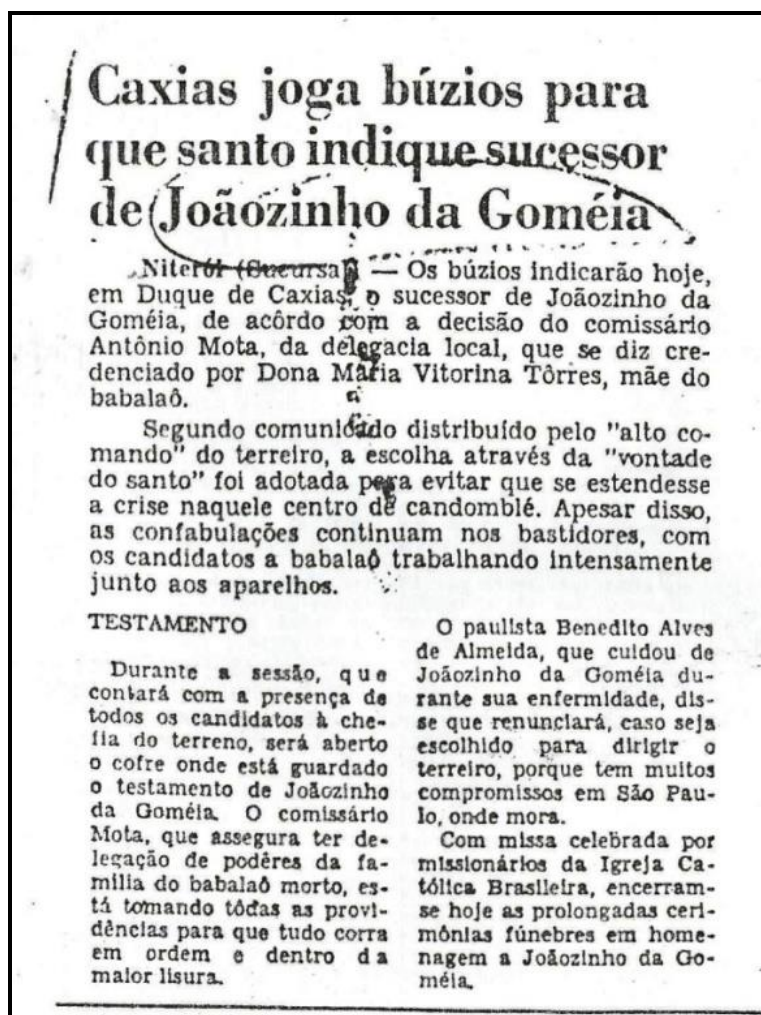 Caxias joga búzios para
que santo indique sucessor
de Joãozinho da Goméia
Niterói (Sucursal) — Os búzios indicarão hoje,
em Duque de Caxias, o sucessor de Joãozinho da
Goméia, de acôrdo com a decisão do comissário
Antônio Mota, da delegacia local, que se diz cre-
denciado por Dona Maria Vitorina Tôrres, mãe do
babalaô.
Segundo comunicado distribuído pelo "alto co-
mando" do terreiro, a escolha através da "vontade
do santo" foi adotada para evitar que se estendesse
a crise naquele centro de candomblé. Apesar disso,
as confabulações continuam nos bastidores, com
os candidatos a babalaô trabalhando intensamente
junto aos aparelhos.
TESTAMENTO
Durante a sessão, que
contará com a presença de
todos os candidatos à che-
fia do terreno, será aberto
o cofre onde está guardado
o testamento de Joãozinho
da Goméia. O comissário
Mota, que assegura ter de-
legação de podêres da fa-
mília do babalaô morto, es-
tá tomando tôdas as provi-
dências para que tudo corra
em ordem e dentro da
maior lisura.
O paulista Benedito Alves
de Almeida, que cuidou de
Joãozinho da Goméia du-
rante sua enfermidade, dis-
se que renunciará, caso seja
escolhido para dirigir o
terreiro, porque tem muitos
compromissos em São Pau-
lo, onde mora.
Com missa celebrada por
missionários da Igreja Ca-
tólica Brasileira, encerram-
se hoje as prolongadas ceri-
mônias fúnebres em home-
nagem a Joãozinho da Go-
méia.